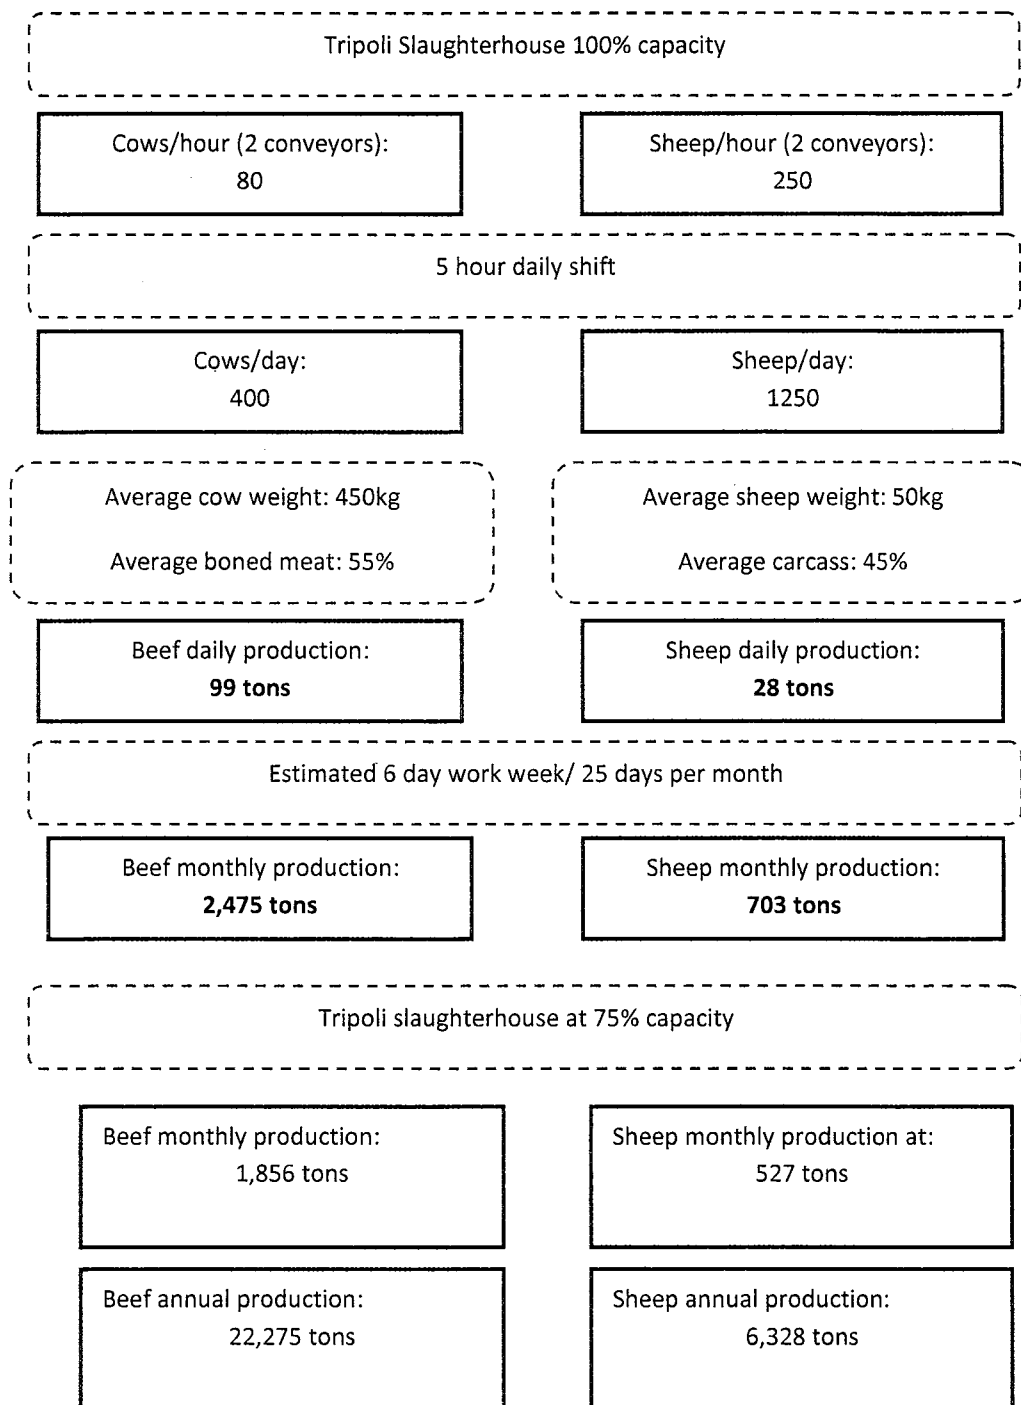 Tripoli Slaughterhouse 100% capacity
Cows/hour (2 conveyors):
80
Sheep/hour (2 conveyors):
250
5 hour daily shift
Cows/day:
400
Sheep/day:
1250
Average cow weight: 450kg
Average boned meat: 55%
Average sheep weight: 50kg
Average carcass: 45%
Beef daily production:
99 tons
Sheep daily production:
28 tons
Estimated 6 day work week/ 25 days per month
Beef monthly production:
2,475 tons
Sheep monthly production:
703 tons
Tripoli slaughterhouse at 75% capacity
Beef monthly production:
1,856 tons
Sheep monthly production at:
527 tons
Beef annual production:
22,275 tons
Sheep annual production:
6,328 tons